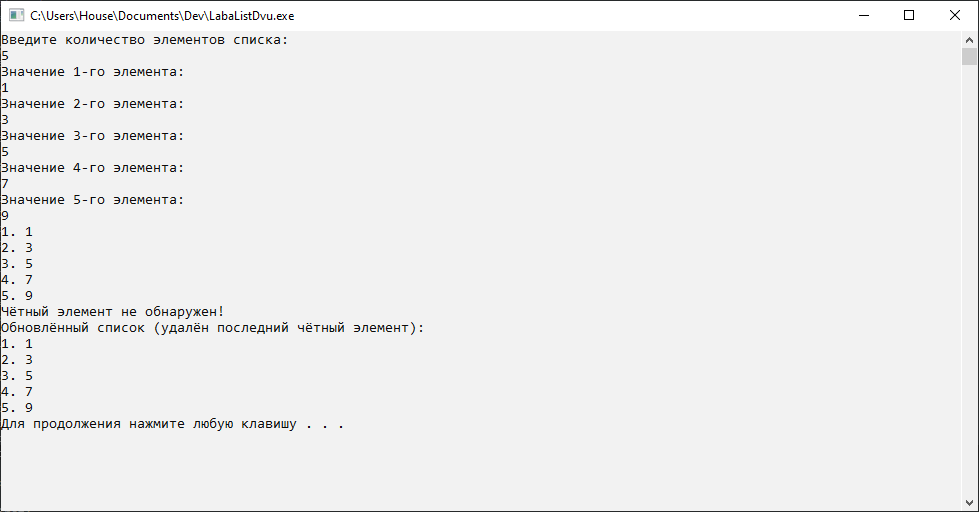 C:\Users\House\Documents\Dev\LabaListDvu.exe
Введите количество элементов списка:
5
Значение 1-го элемента:
1
Значение 2-го элемента:
3
Значение 3-го элемента:
5
Значение 4-го элемента:
7
Значение 5-го элемента:
9
1. 1
2. 3
3. 5
4. 7
5. 9
Чётный элемент не обнаружен!
Обновлённый список (удалён последний чётный элемент):
1. 1
2. 3
3. 5
4. 7
5. 9
Для продолжения нажмите любую клавишу . . .